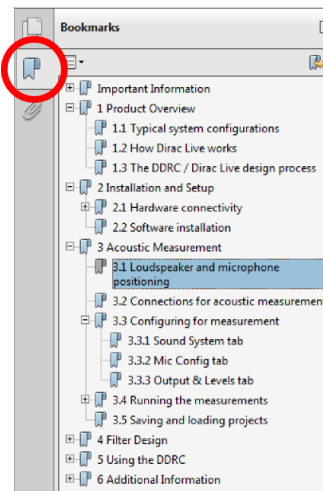 Bookmarks
Important Information
1 Product Overview
1.1 Typical system configurations
1.2 How Dirac Live works
1.3 The DDRC / Dirac Live design process
2 Installation and Setup
2.1 Hardware connectivity
2.2 Software installation
3 Acoustic Measurement
3.1 Loudspeaker and microphone
positioning
3.2 Connections for acoustic measuremen
3.3 Configuring for measurement
3.3.1 Sound System tab
3.3.2 Mic Config tab
3.3.3 Output & Levels tab
3.4 Running the measurements
3.5 Saving and loading projects
4 Filter Design
5 Using the DDRC
6 Additional Information